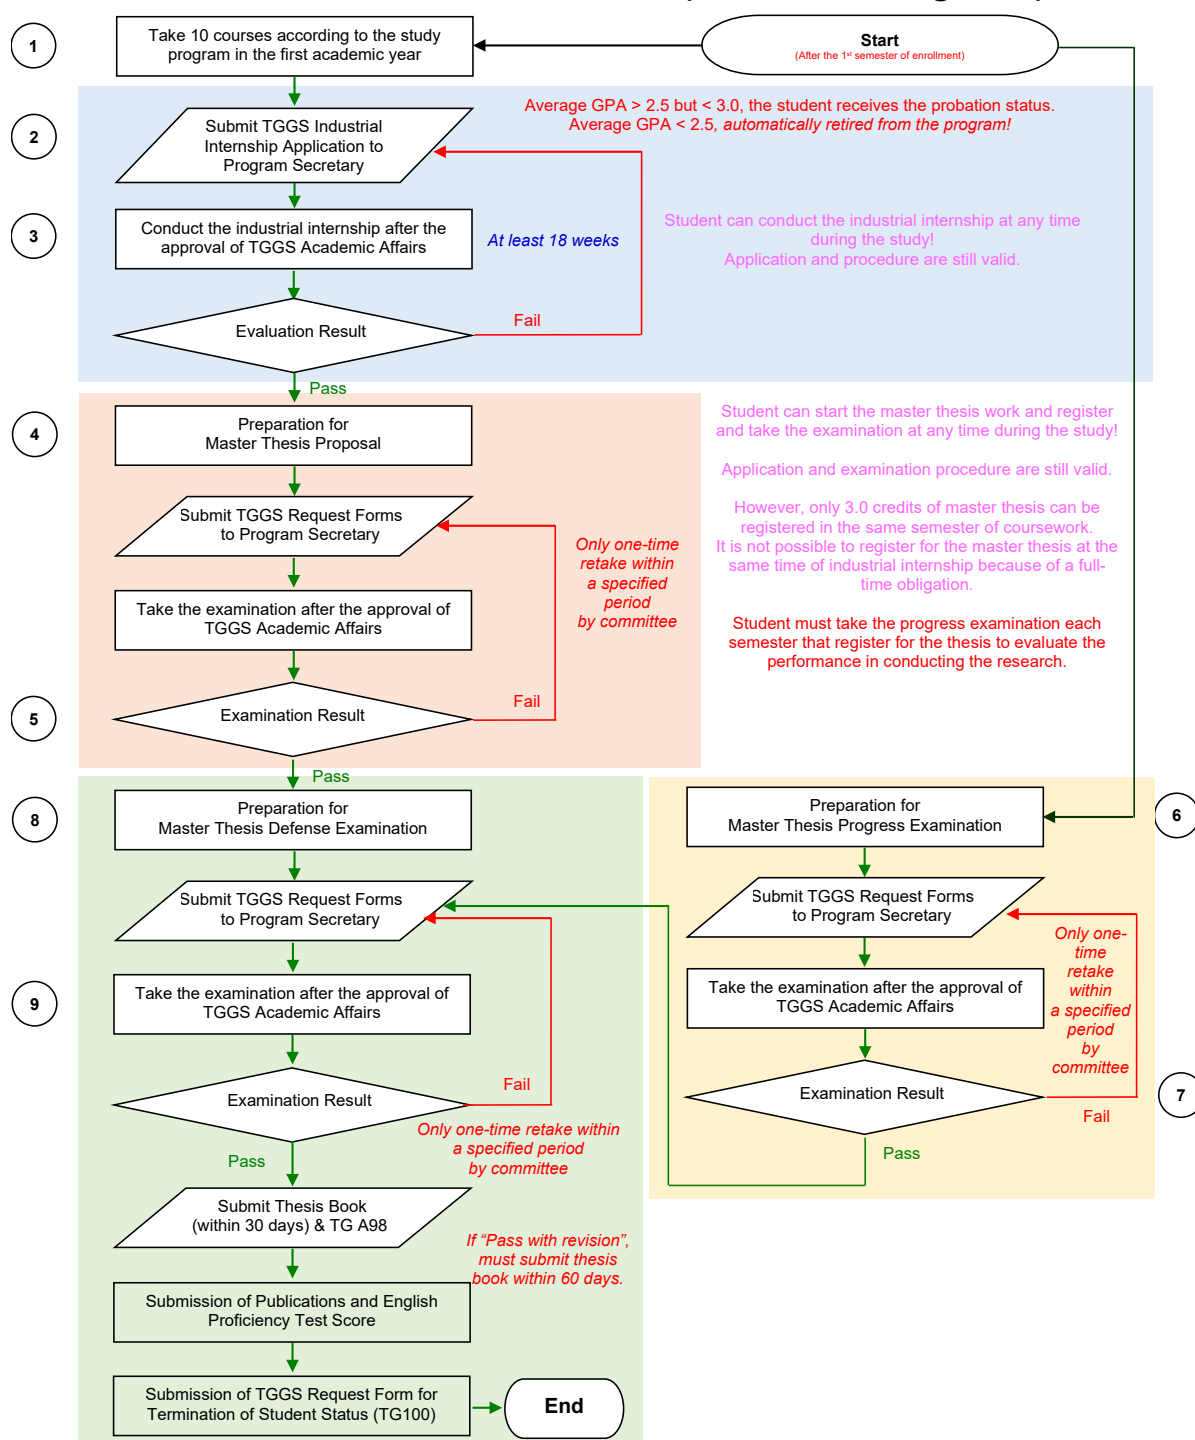 1
Take 10 courses according to the study
program in the first academic year
Start
(After the 1st semester of enrollment)
2
Submit TGGS Industrial
Internship Application to
Program Secretary
Average GPA > 2.5 but < 3.0, the student receives the probation status.
Average GPA < 2.5, automatically retired from the program!
3
Conduct the industrial internship after the
approval of TGGS Academic Affairs
At least 18 weeks
Student can conduct the industrial internship at any time
during the study!
Application and procedure are still valid.
Evaluation Result
Fail
Pass
4
Preparation for
Master Thesis Proposal
Submit TGGS Request Forms
to Program Secretary
Only one-time
retake within
a specified
period
by committee
Take the examination after the approval of
TGGS Academic Affairs
5
Examination Result
Fail
Pass
Student can start the master thesis work and register
and take the examination at any time during the study!
Application and examination procedure are still valid.
However, only 3.0 credits of master thesis can be
registered in the same semester of coursework.
It is not possible to register for the master thesis at the
same time of industrial internship because of a full-
time obligation.
Student must take the progress examination each
semester that register for the thesis to evaluate the
performance in conducting the research.
8
Preparation for
Master Thesis Defense Examination
Submit TGGS Request Forms
to Program Secretary
9
Take the examination after the approval of
TGGS Academic Affairs
Examination Result
Fail
Only one-time retake within
a specified period
by committee
Pass
Submit Thesis Book
(within 30 days) & TG A98
If “Pass with revision”,
must submit thesis
book within 60 days.
Submission of Publications and English
Proficiency Test Score
Submission of TGGS Request Form for
Termination of Student Status (TG100)
End
6
Preparation for
Master Thesis Progress Examination
Submit TGGS Request Forms
to Program Secretary
Only one-
time
retake
within
a specified
period
by
committee
Take the examination after the approval of
TGGS Academic Affairs
7
Examination Result
Fail
Pass